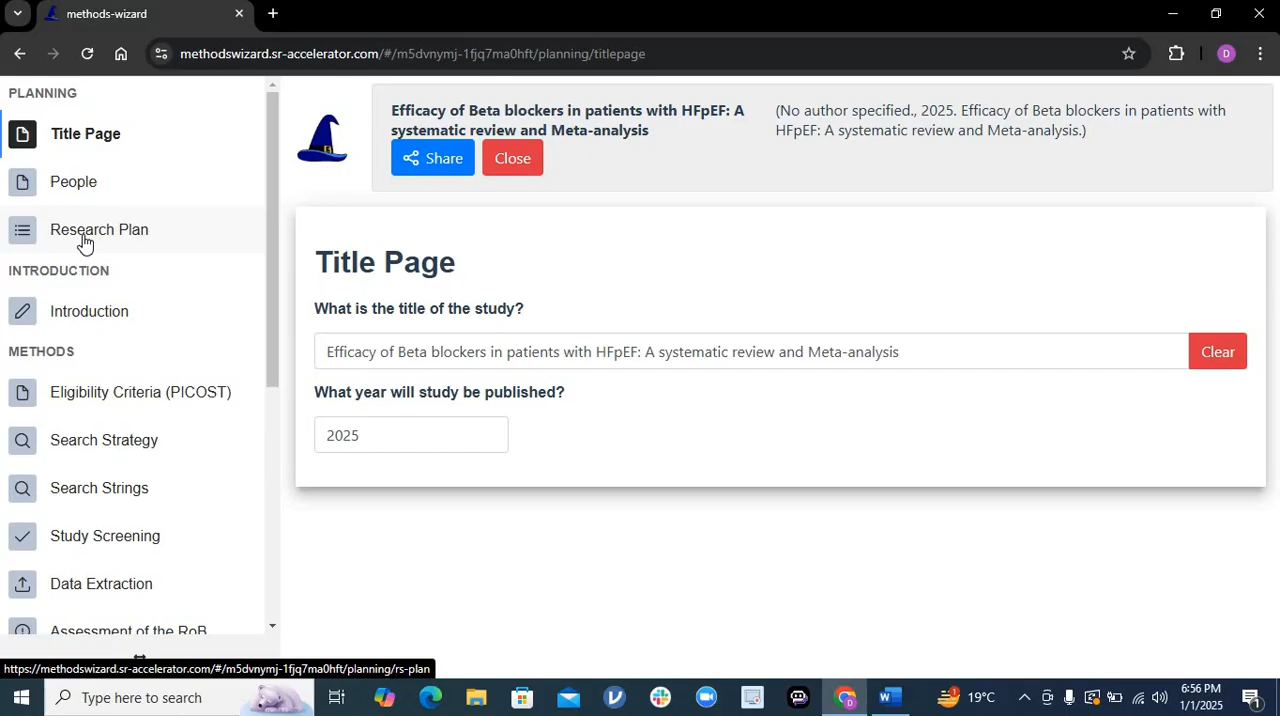 methods-wizard
methodswizard.sr-accelerator.com/#/m5dvnymj-1fjq7ma0hft/planning/titlepage
D
PLANNING
Title Page
People
Research Plan
INTRODUCTION
Introduction
METHODS
Eligibility Criteria (PICOST)
Search Strategy
Search Strings
Study Screening
Data Extraction
Assessment of the RoB
Efficacy of Beta blockers in patients with HFpEF: A
systematic review and Meta-analysis
Share
Close
(No author specified., 2025. Efficacy of Beta blockers in patients with
HFpEF: A systematic review and Meta-analysis.)
Title Page
What is the title of the study?
Efficacy of Beta blockers in patients with HFpEF: A systematic review and Meta-analysis
Clear
What year will study be published?
2025
https://methodswizard.sr-accelerator.com/#/m5dvnymj-1fjq7ma0hft/planning/rs-plan
Type here to search
19°C
6:56 PM
1/1/2025
1